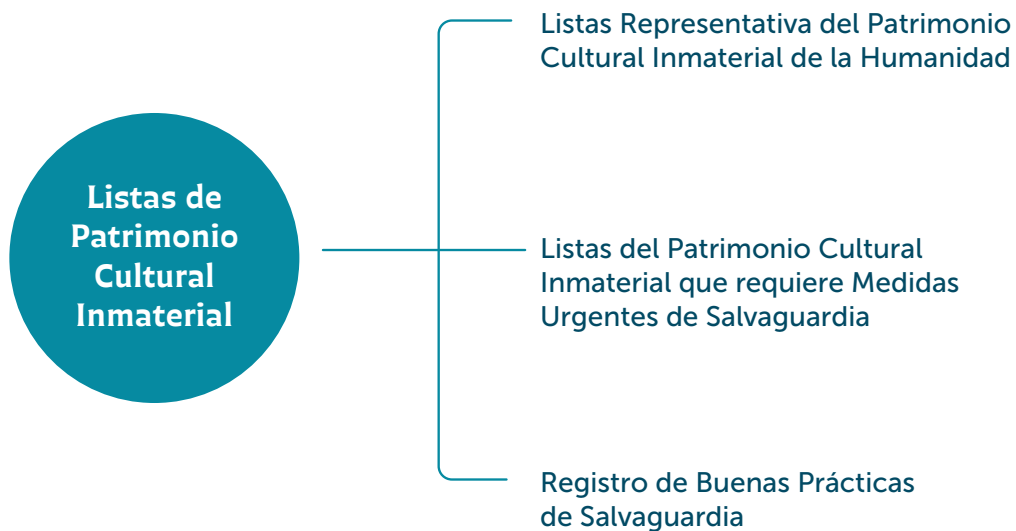 Listas de
Patrimonio
Cultural
Inmaterial
Listas Representativa del Patrimonio
Cultural Inmaterial de la Humanidad
Listas del Patrimonio Cultural
Inmaterial que requiere Medidas
Urgentes de Salvaguardia
Registro de Buenas Prácticas
de Salvaguardia